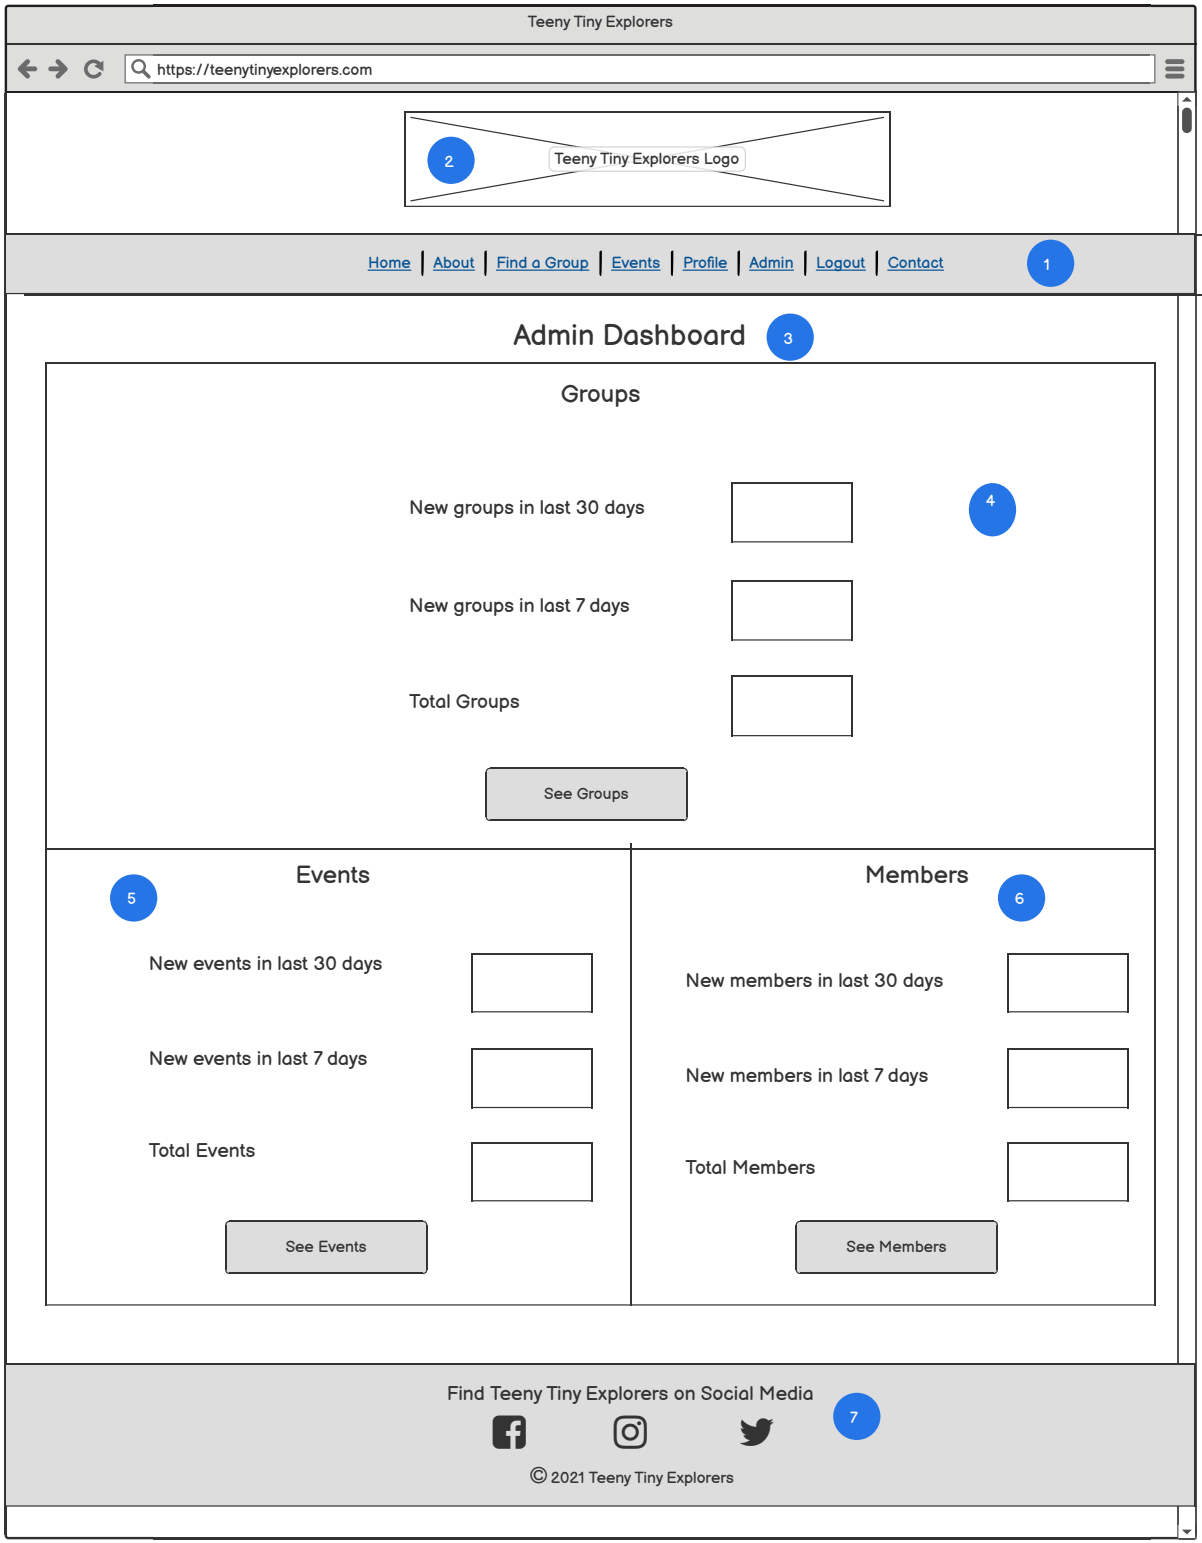 Teeny Tiny Explorers
https://teenytinyexplorers.com
2 Teeny Tiny Explorers Logo
Home About Find a Group Events Profile Admin Logout Contact 1
Admin Dashboard 3
Groups
New groups in last 30 days 4
New groups in last 7 days
Total Groups
See Groups
Events
5
New events in last 30 days
New events in last 7 days
Total Events
See Events
Members
6
New members in last 30 days
New members in last 7 days
Total Members
See Members
Find Teeny Tiny Explorers on Social Media
7
© 2021 Teeny Tiny Explorers